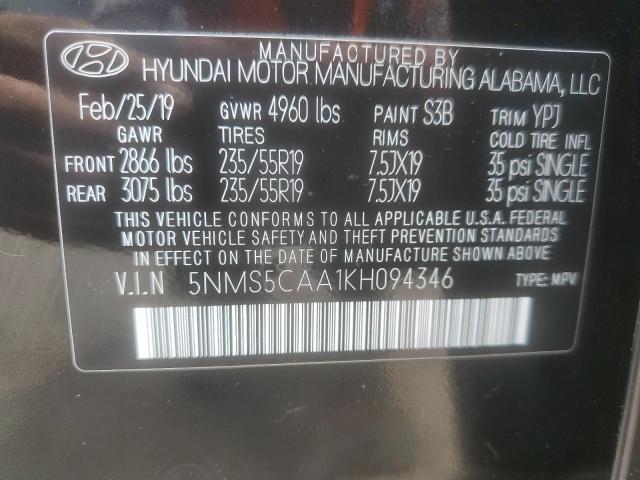 MANUFACTURED BY
HYUNDAI MOTOR MANUFACTURING ALABAMA, LLC
Feb/25/19 GVWR 4960 lbs PAINT S3B TRIM YPJ
GAWR TIRES RIMS COLD TIRE INFL
FRONT 2866 lbs 235/55R19 7.5JX19 35 psi SINGLE
REAR 3075 lbs 235/55R19 7.5JX19 35 psi SINGLE
THIS VEHICLE CONFORMS TO ALL APPLICABLE U.S.A. FEDERAL
MOTOR VEHICLE SAFETY AND THEFT PREVENTION STANDARDS
IN EFFECT ON THE DATE OF MANUFACTURE SHOWN ABOVE
V.I.N 5NMS5CAA1KH094346 TYPE: MPV